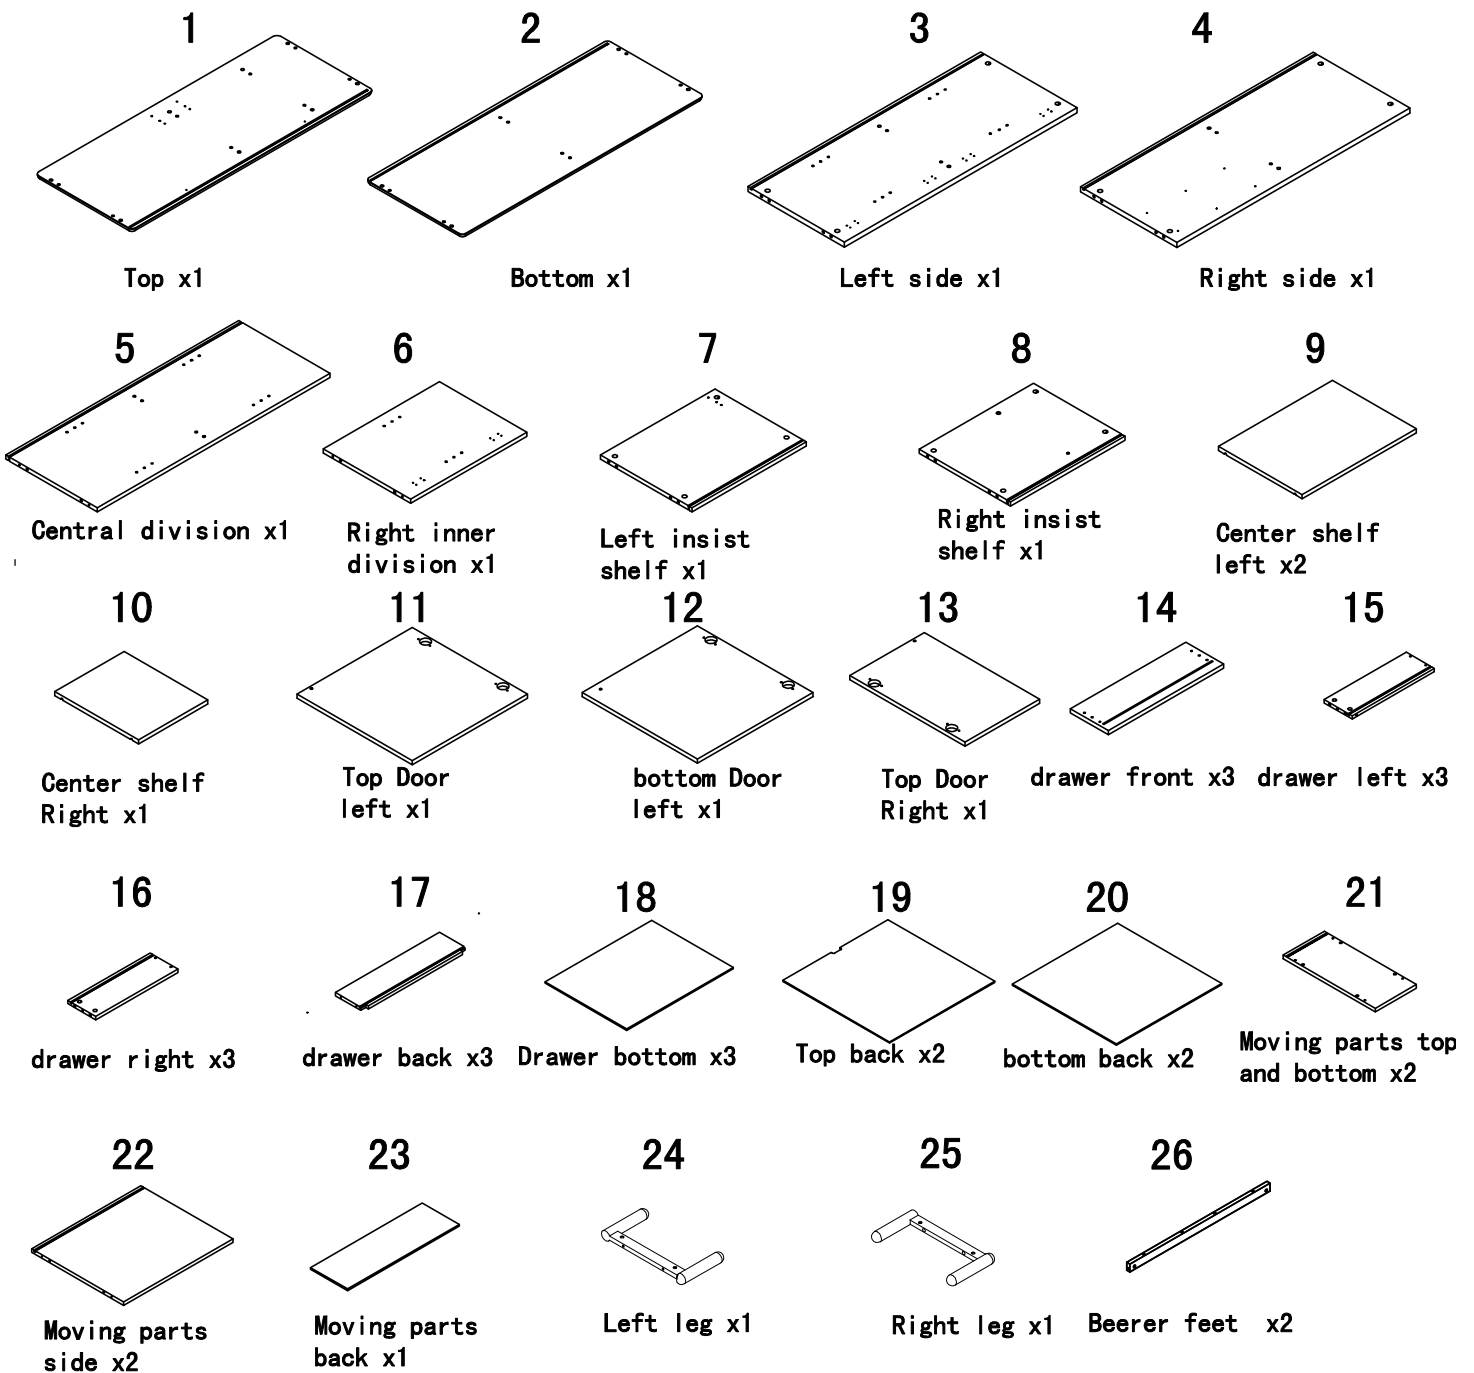 1 2 3 4
Top x1 Bottom x1 Left side x1 Right side x1
5 6 7 8 9
Central division x1
Right inner
division x1
Left insist
shelf x1
Right insist
shelf x1
Center shelf
left x2
10 11 12 13 14 15
Center shelf
Right x1
Top Door
left x1
bottom Door
left x1
Top Door
Right x1
drawer front x3 drawer left x3
16 17 18 19 20 21
drawer right x3 drawer back x3 Drawer bottom x3 Top back x2 bottom back x2
Moving parts top
and bottom x2
22 23 24 25 26
Moving parts
side x2
Moving parts
back x1
Left leg x1 Right leg x1 Beerer feet x2